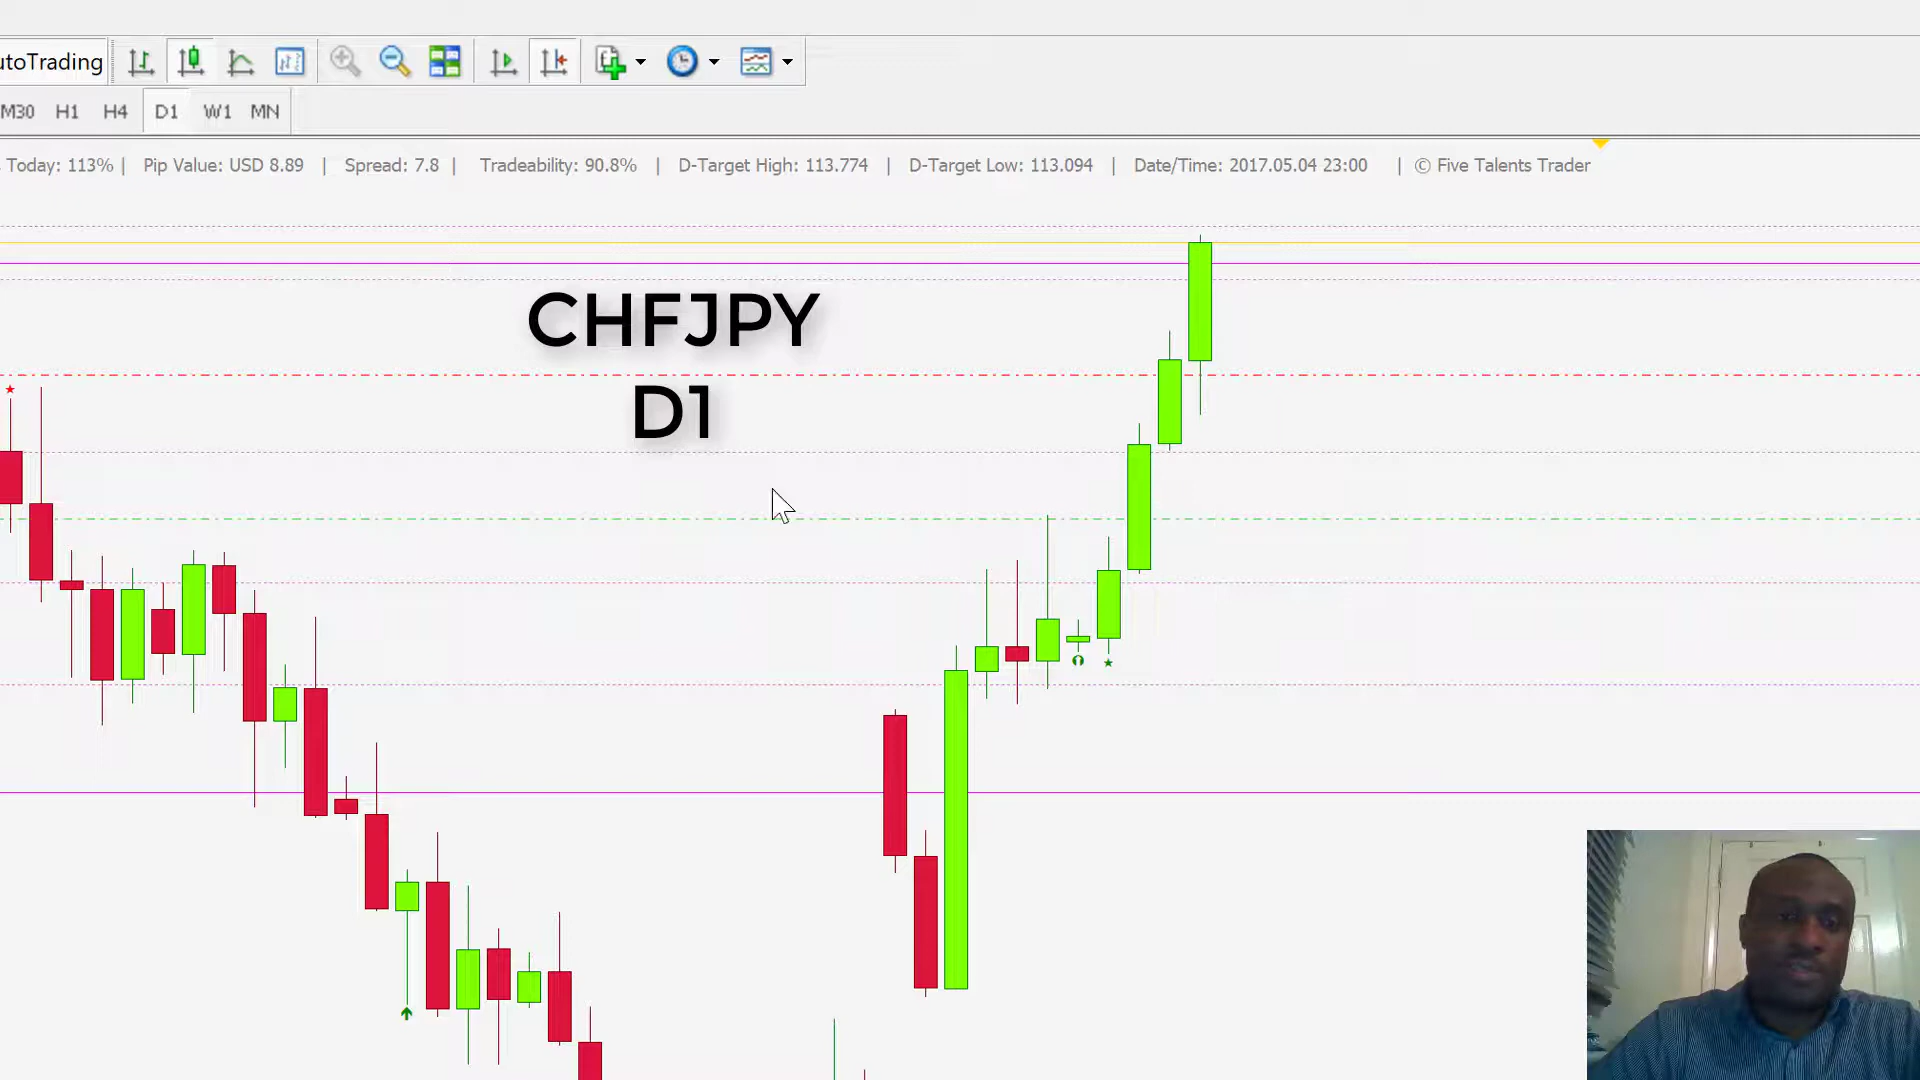 utoTrading
M30 H1 H4 D1 W1 MN
Today: 113% | Pip Value: USD 8.89 | Spread: 7.8 | Tradeability: 90.8% | D-Target High: 113.774 | D-Target Low: 113.094 | Date/Time: 2017.05.04 23:00 | © Five Talents Trader
CHFJPY
D1